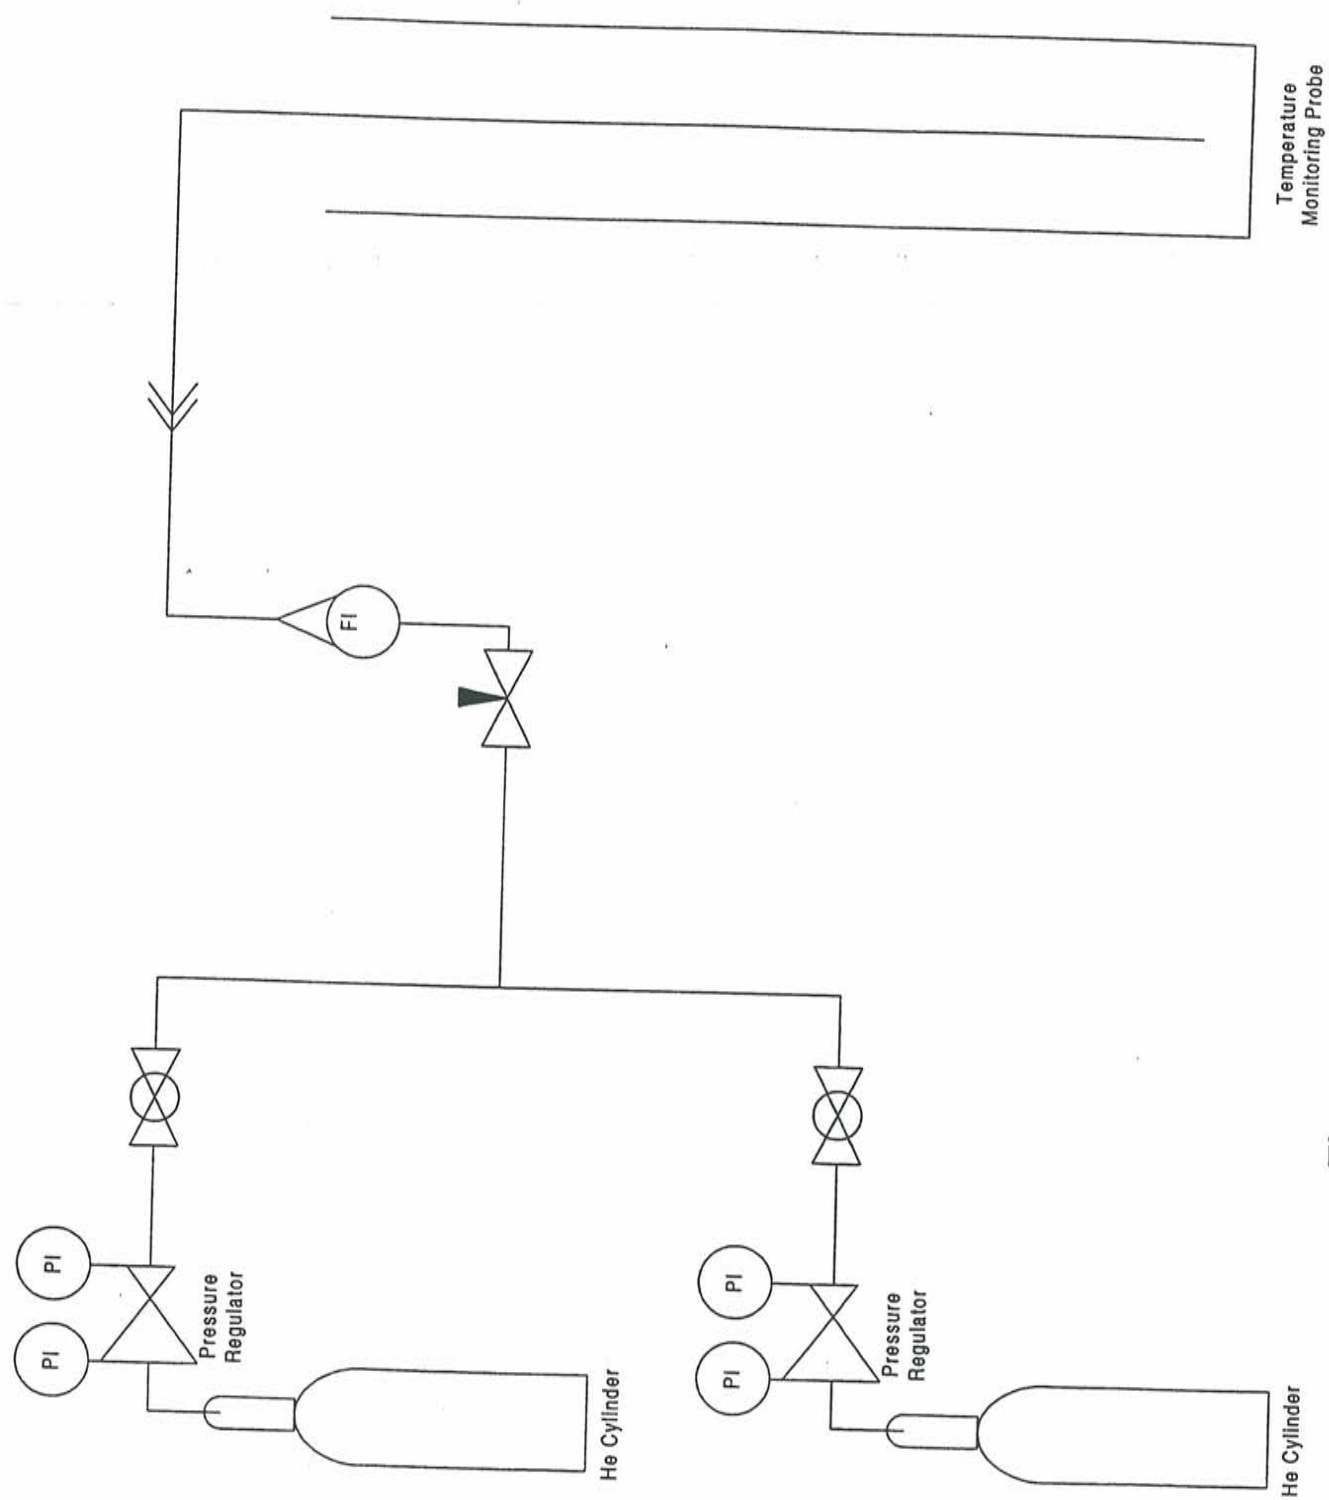 Temperature
Monitoring Probe
FI
PI
PI
Pressure
Regulator
He Cylinder
PI
PI
Pressure
Regulator
He Cylinder